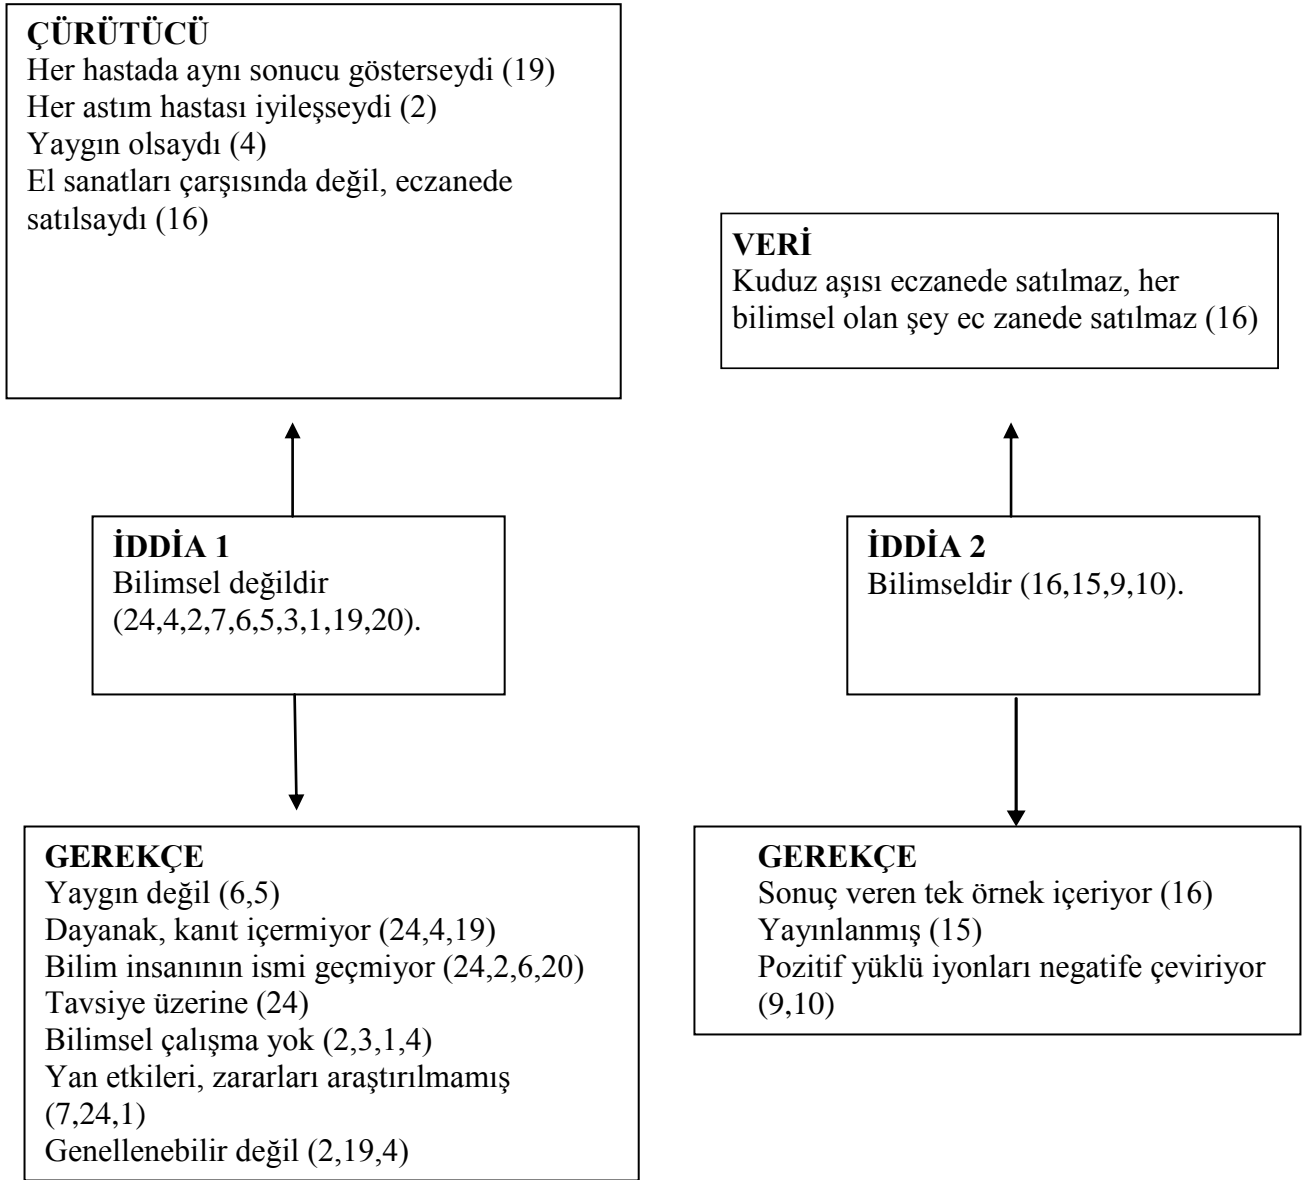 ÇÜRÜTÜCÜ
Her hastada aynı sonucu gösterseydi (19)
Her astım hastası iyileşseydi (2)
Yaygın olsaydı (4)
El sanatları çarşısında değil, eczanede
satılsaydı (16)
VERİ
Kuduz aşısı eczanede satılmaz, her
bilimsel olan şey ec zanede satılmaz (16)
İDDİA 1
Bilimsel değildir
(24,4,2,7,6,5,3,1,19,20).
İDDİA 2
Bilimseldir (16,15,9,10).
GEREKÇE
Yaygın değil (6,5)
Dayanak, kanıt içermiyor (24,4,19)
Bilim insanının ismi geçmiyor (24,2,6,20)
Tavsiye üzerine (24)
Bilimsel çalışma yok (2,3,1,4)
Yan etkileri, zararları araştırılmamış
(7,24,1)
Genellenebilir değil (2,19,4)
GEREKÇE
Sonuç veren tek örnek içeriyor (16)
Yayınlanmış (15)
Pozitif yüklü iyonları negatife çeviriyor
(9,10)